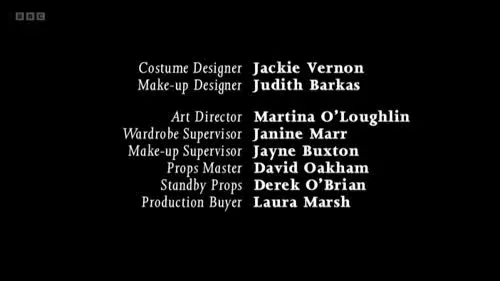 BBC
Costume Designer Jackie Vernon
Make-up Designer Judith Barkas
Art Director Martina O'Loughlin
Wardrobe Supervisor Janine Marr
Make-up Supervisor Jayne Buxton
Props Master David Oakham
Standby Props Derek O'Brian
Production Buyer Laura Marsh